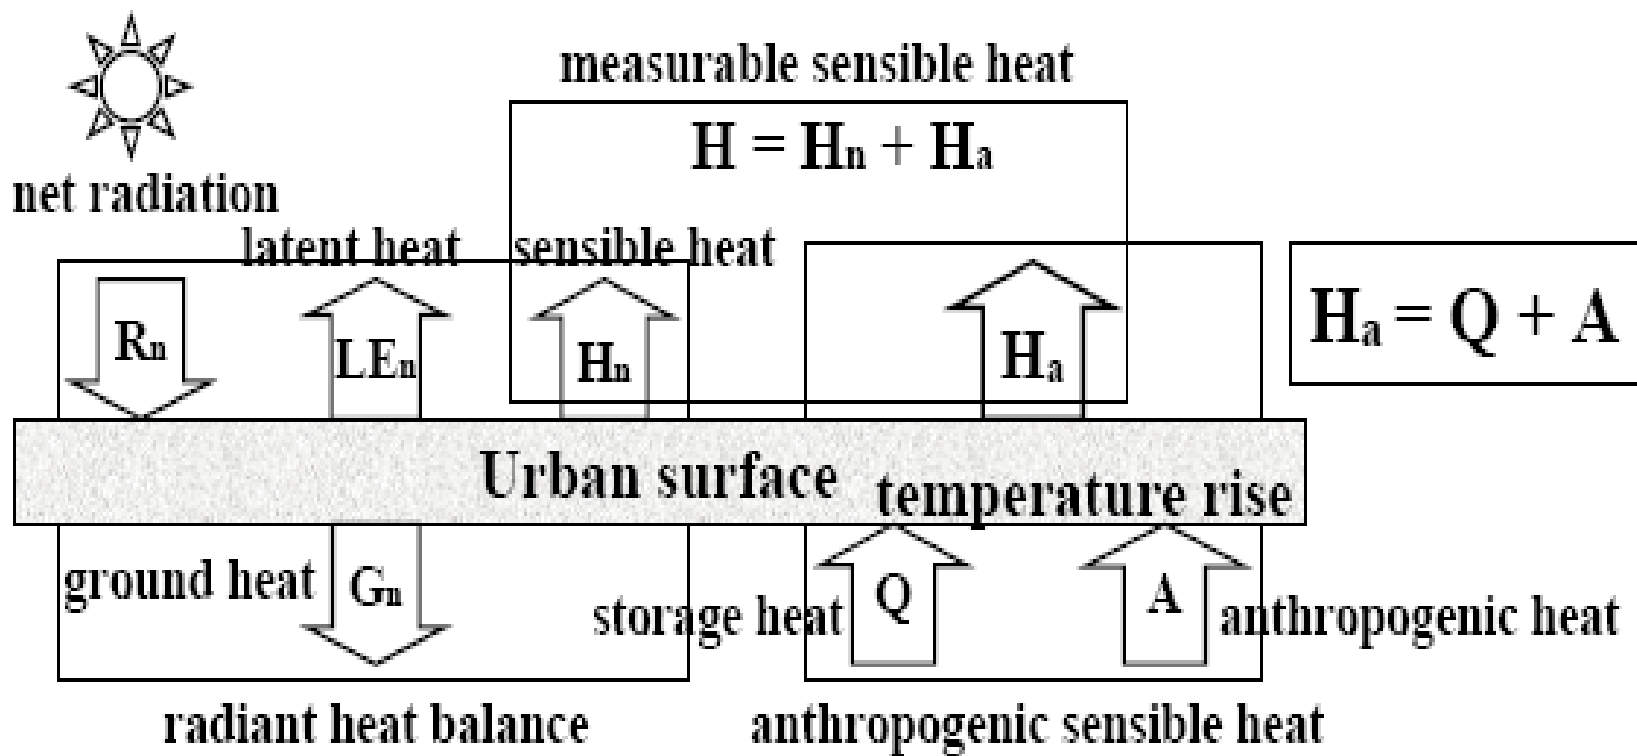 measurable sensible heat
H = Hn + Ha
net radiation
latent heat
sensible heat
Rn
LEn
Hn
Ha
Ha = Q + A
Urban surface
temperature rise
ground heat
Gn
storage heat
Q
A
anthropogenic heat
radiant heat balance
anthropogenic sensible heat